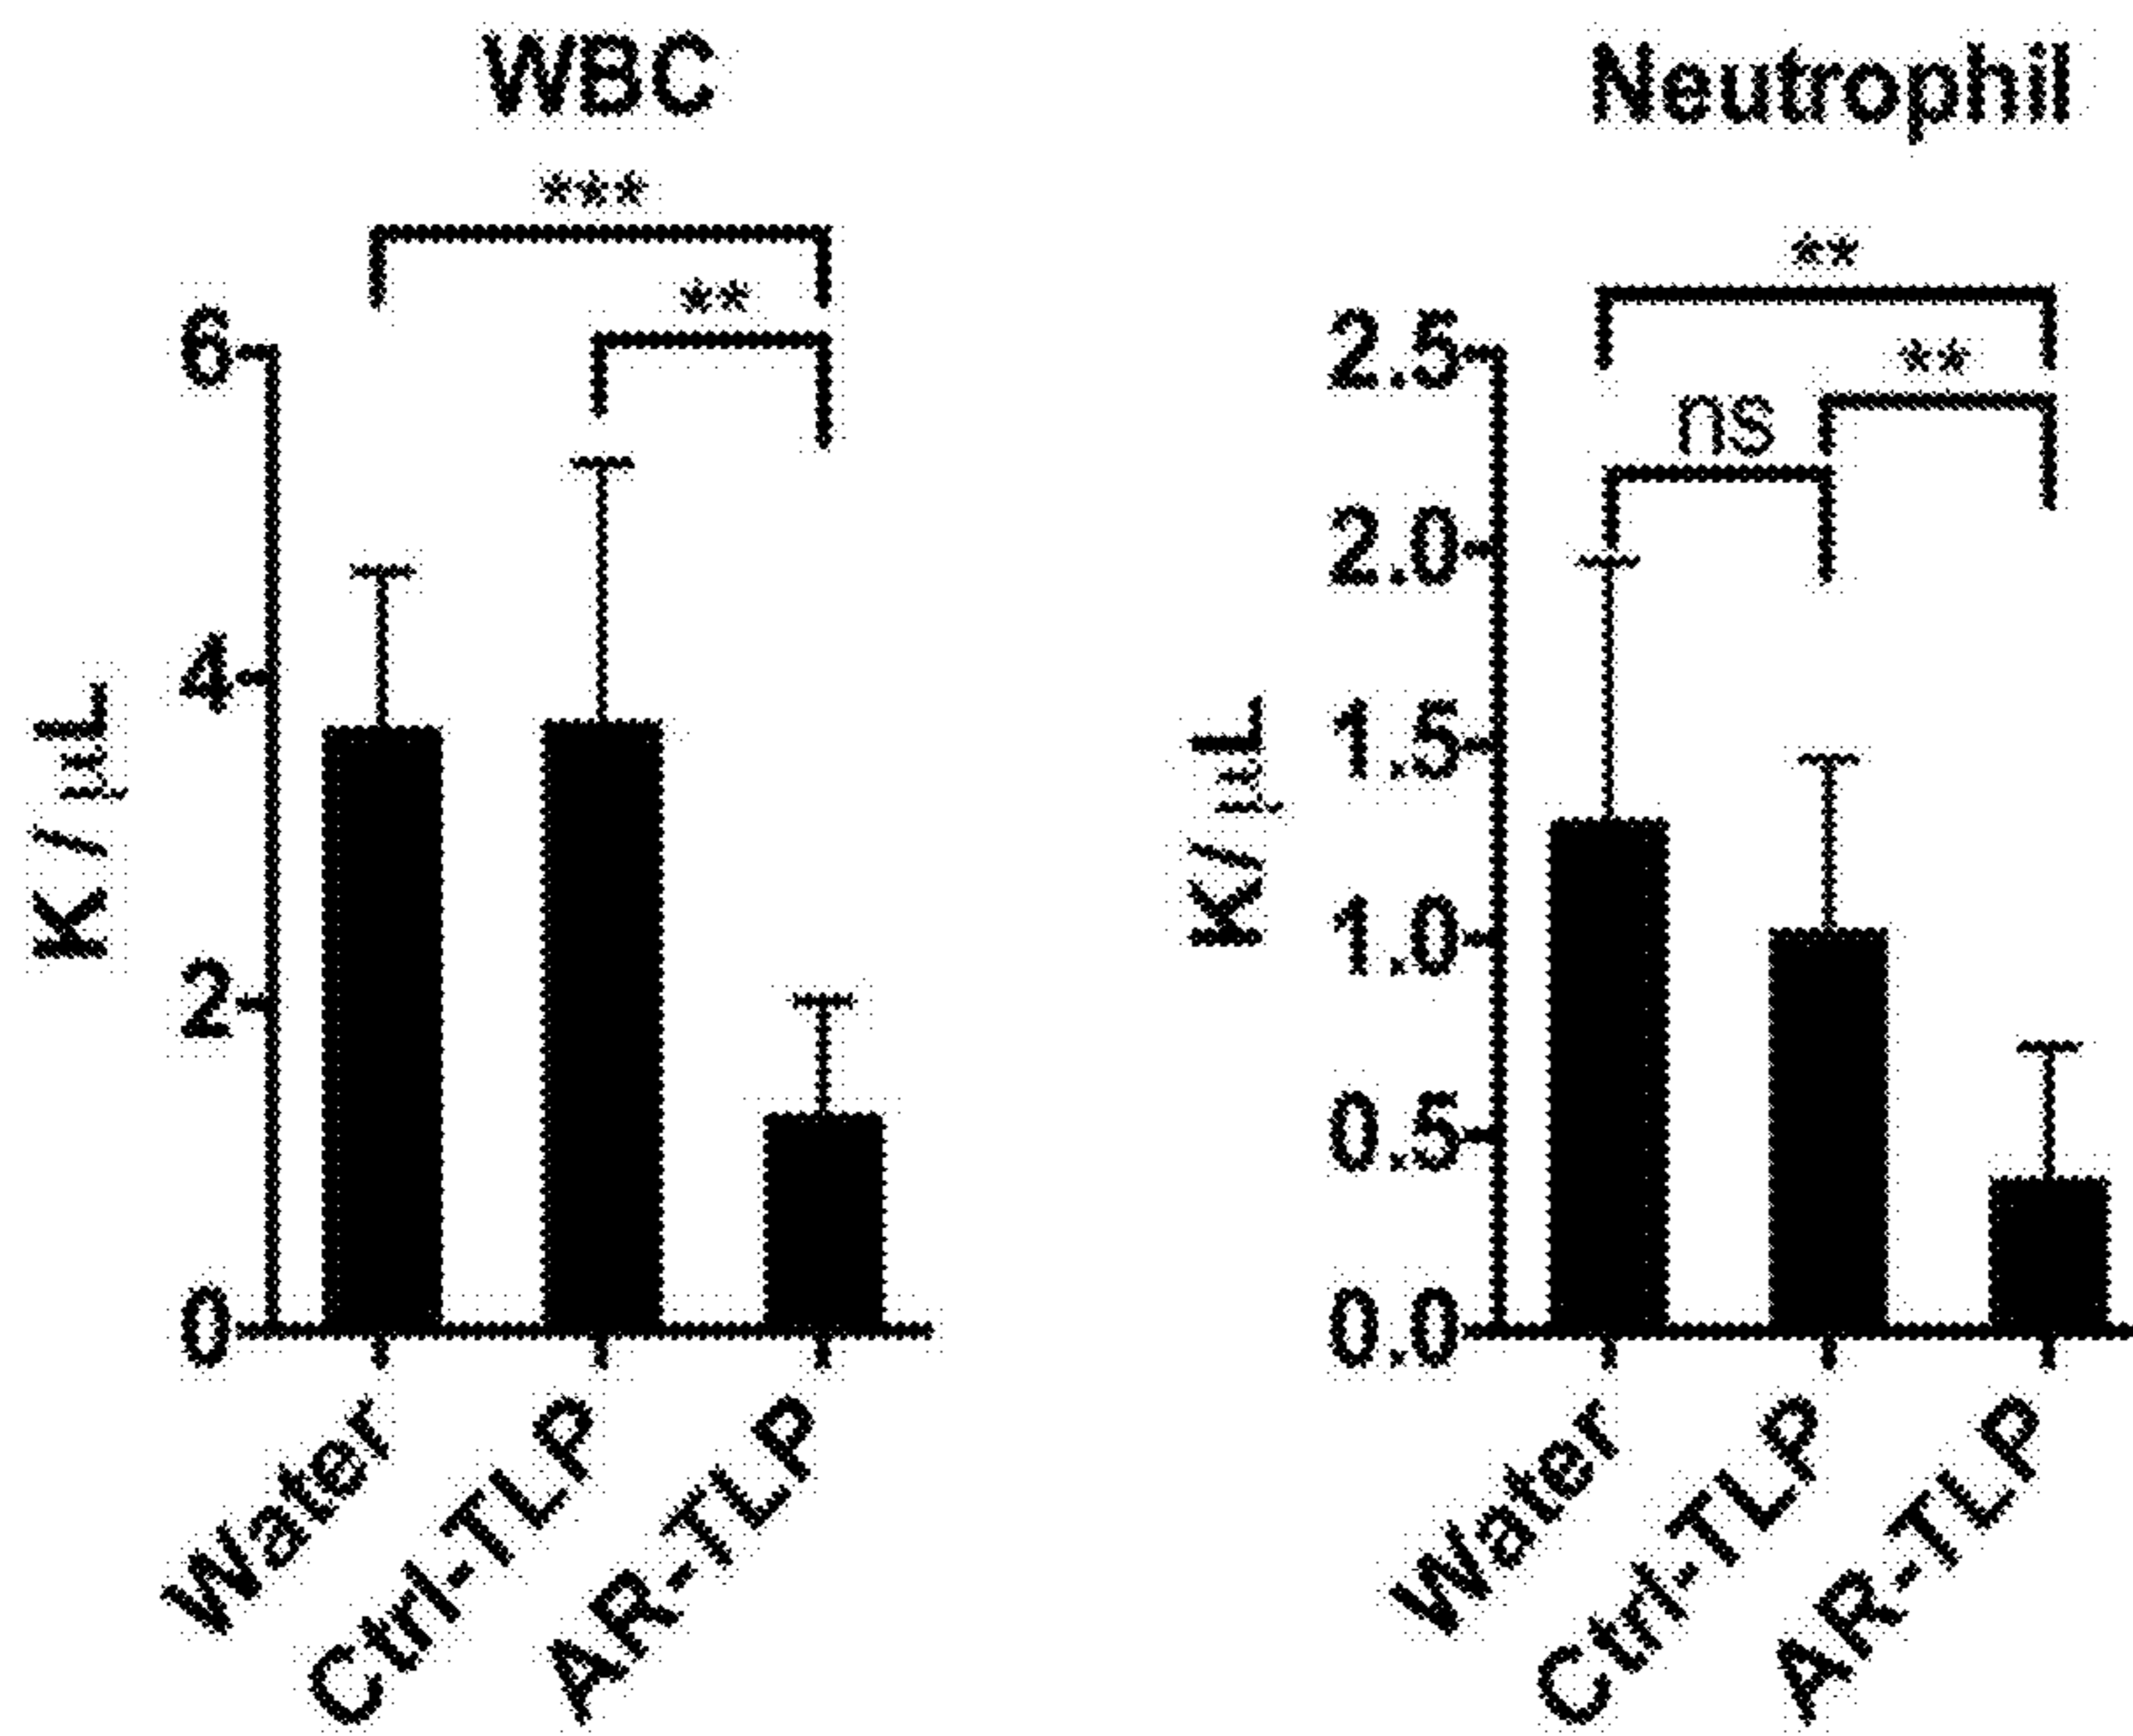 WBC
***
**
6
4
2
0
K / µL
Water
Ctrl-TLP
AR-TLP
Neutrophil
**
**
ns
2.5
2.0
1.5
1.0
0.5
0.0
K/ µL
Water
Ctrl-TLP
AR-TLP